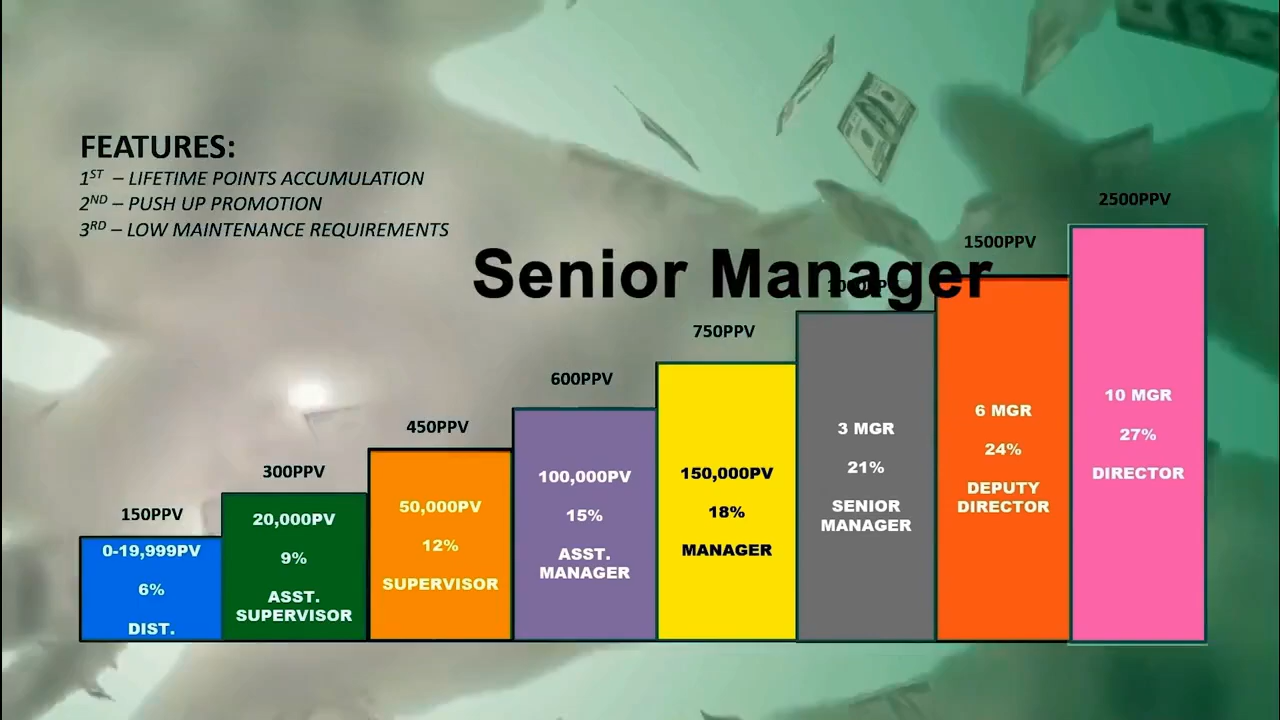 FEATURES:
1ST – LIFETIME POINTS ACCUMULATION
2ND – PUSH UP PROMOTION
3RD – LOW MAINTENANCE REQUIREMENTS
Senior Manager
150PPV
0-19,999PV
6%
DIST.
300PPV
20,000PV
9%
ASST.
SUPERVISOR
450PPV
50,000PV
12%
SUPERVISOR
600PPV
100,000PV
15%
ASST.
MANAGER
750PPV
150,000PV
18%
MANAGER
3 MGR
21%
SENIOR
MANAGER
1500PPV
6 MGR
24%
DEPUTY
DIRECTOR
2500PPV
10 MGR
27%
DIRECTOR